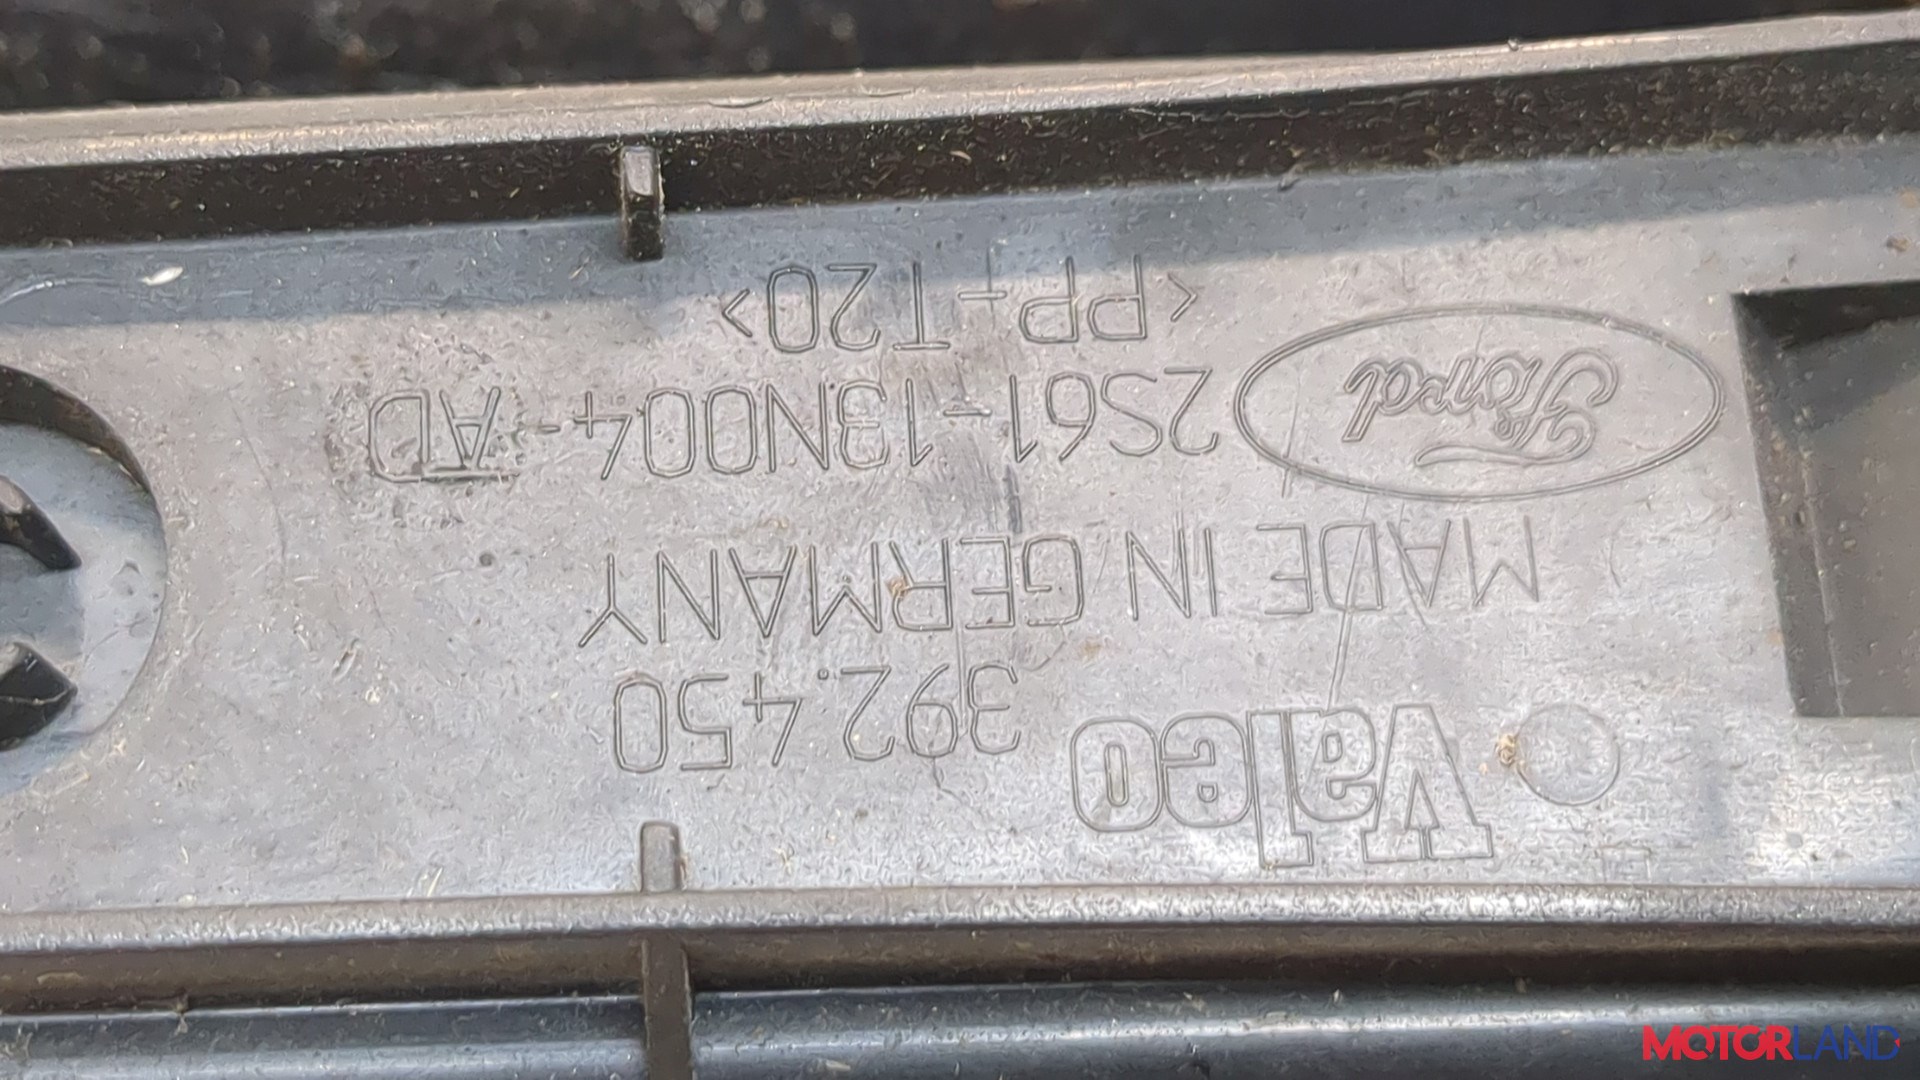 Valeo 392.450
MADE IN GERMANY
Ford 2S61-13N004-AD
<PP-T20>
MOTORLAND